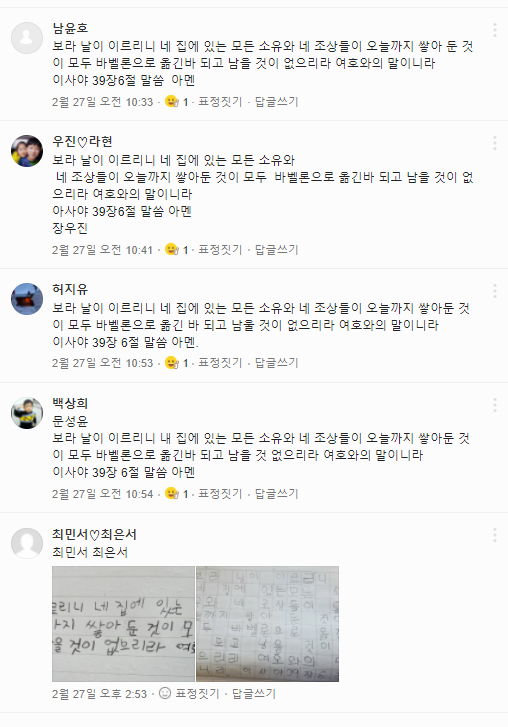 남윤호
보라 날이 이르리니 네 집에 있는 모든 소유와 네 조상들이 오늘까지 쌓아 둔 것
이 모두 바벨론으로 옮긴바 되고 남을 것이 없으리라 여호와의 말이니라
이사야 39장6절 말씀 아멘
2월 27일 오전 10:33 · 1 · 표정짓기 · 답글쓰기
우진♡라현
보라 날이 이르리니 네 집에 있는 모든 소유와
네 조상들이 오늘까지 쌓아둔 것이 모두 바벨론으로 옮긴바 되고 남을 것이 없
으리라 여호와의 말이니라
아사야 39장 6절 말씀 아멘
장우진
2월 27일 오전 10:41 · 1 · 표정짓기 · 답글쓰기
허지유
보라 날이 이르리니 네 집에 있는 모든 소유와 네 조상들이 오늘까지 쌓아둔 것
이 모두 바벨론으로 옮긴 바 되고 남을 것이 없으리라 여호와의 말이니라
이사야 39장 6절 말씀 아멘.
2월 27일 오전 10:53 · 1 · 표정짓기 · 답글쓰기
백상희
문성윤
보라 날이 이르리니 내 집에 있는 모든 소유와 네 조상들이 오늘까지 쌓아둔 것
이 모두 바벨론으로 옮긴바 되고 남을 것 없으리라 여호와의 말이니라
이사야 39장 6절 말씀 아멘
2월 27일 오전 10:54 · 1 · 표정짓기 · 답글쓰기
최민서♡최은서
최민서 최은서
르리니 네 집에 있는
까지 쌓아 둔 것이 모
을 것이 없으리라 여호
2월 27일 오후 2:53 · 표정짓기 · 답글쓰기